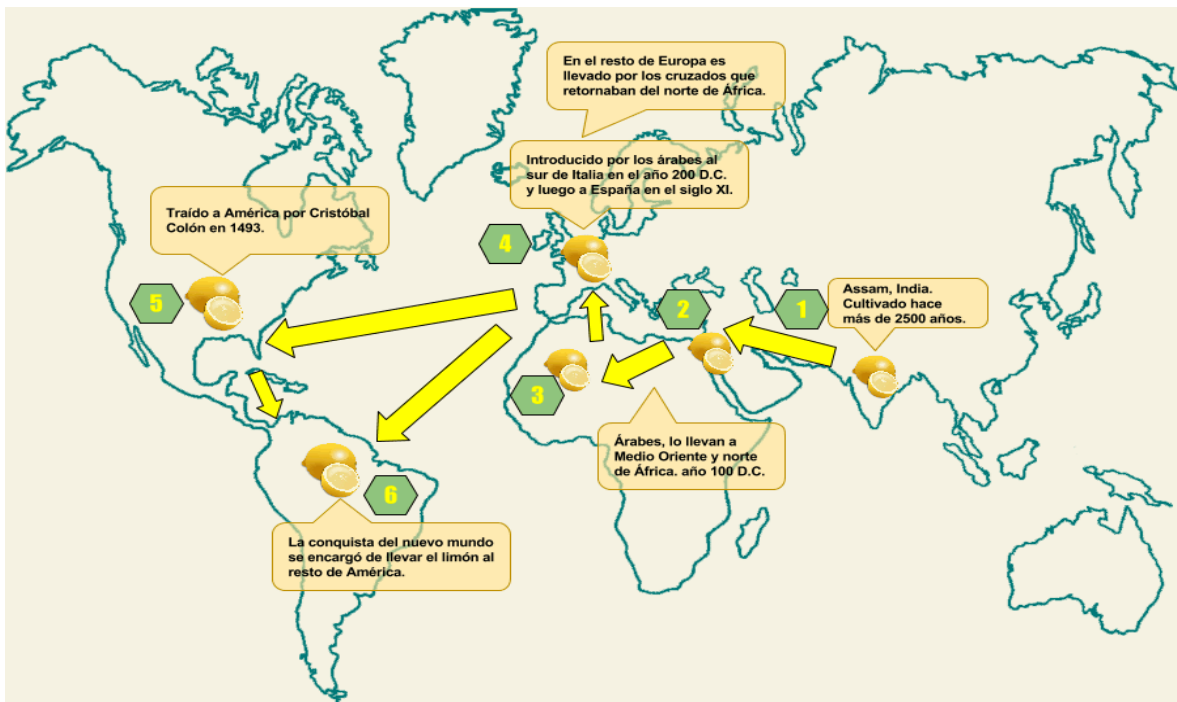 En el resto de Europa es
llevado por los cruzados que
retornaban del norte de África.
Introducido por los árabes al
sur de Italia en el año 200 D.C.
y luego a España en el siglo XI.
Traído a América por Cristóbal
Colón en 1493.
4
5
2
1
Assam, India.
Cultivado hace
más de 2500 años.
3
Árabes, lo llevan a
Medio Oriente y norte
de África. año 100 D.C.
6
La conquista del nuevo mundo
se encargó de llevar el limón al
resto de América.